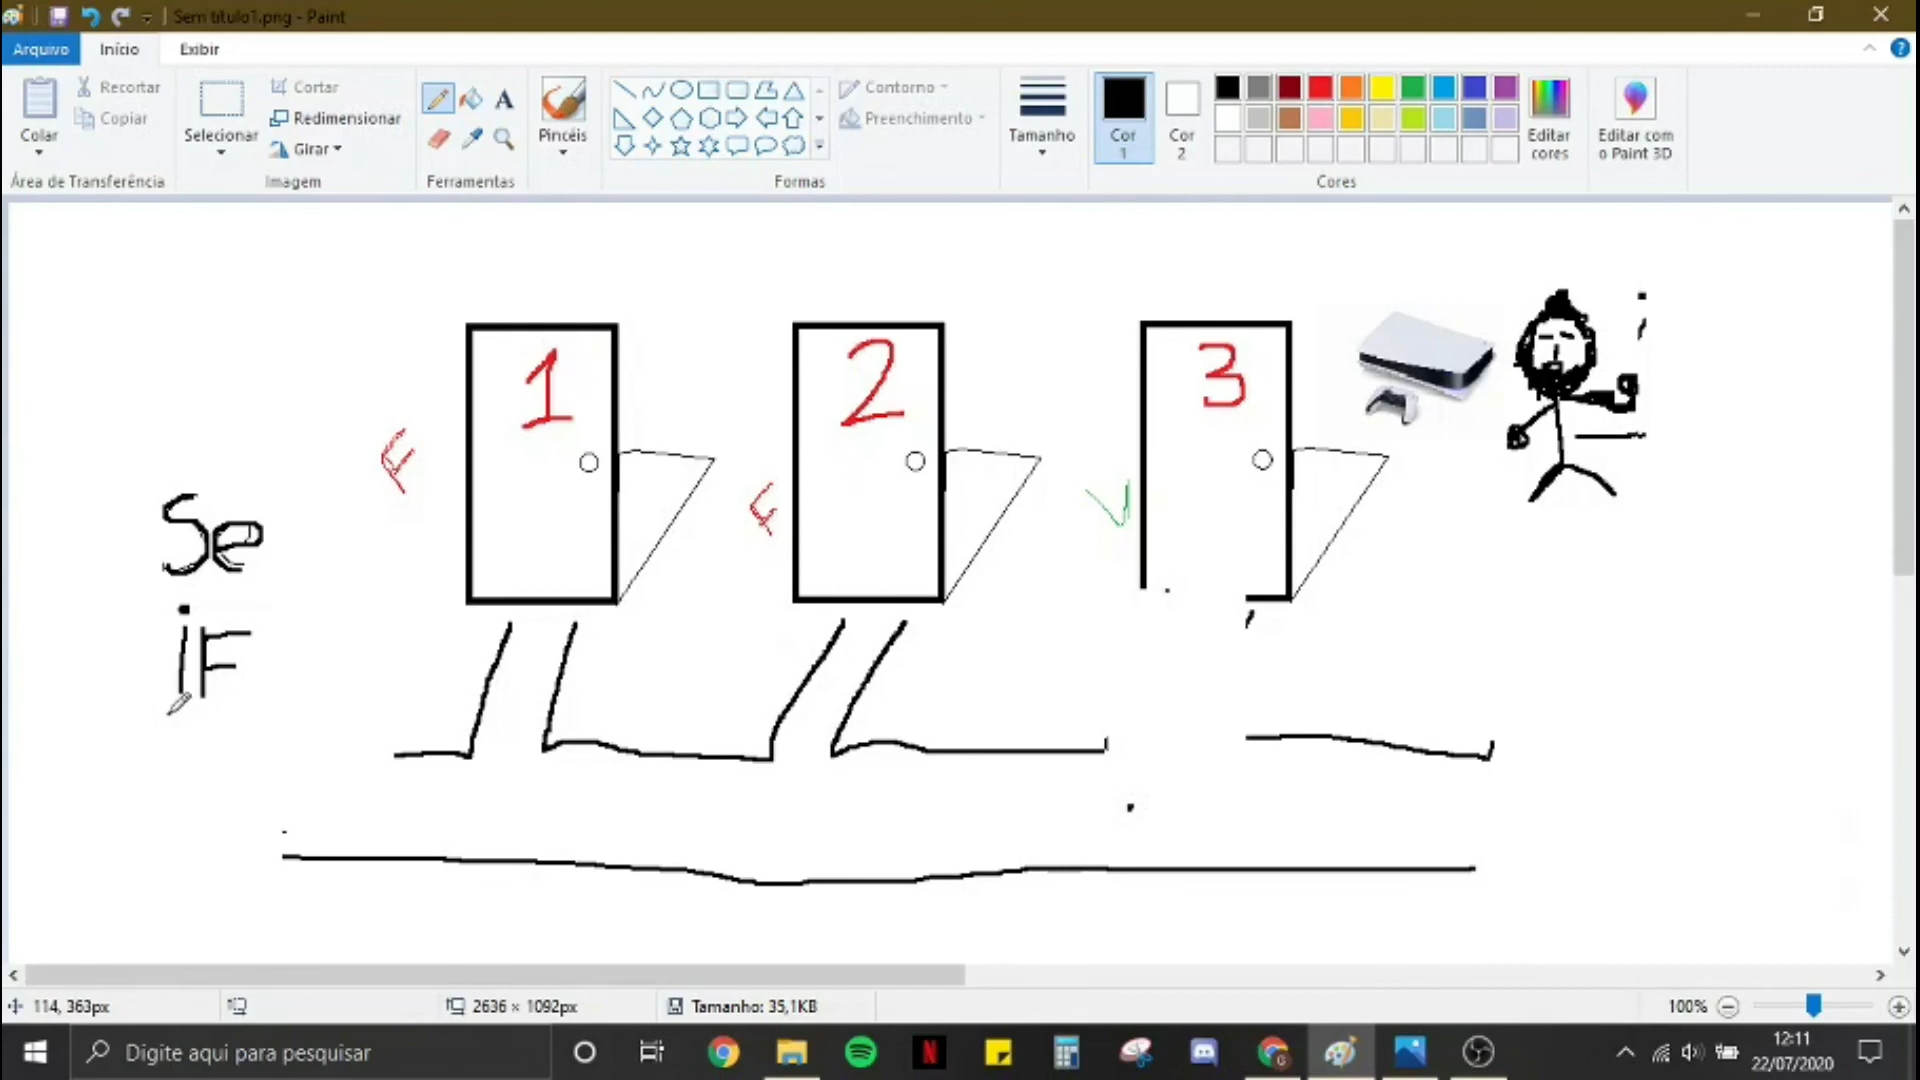 Sem título1.png - Paint
Arquivo Início Exibir
Colar
Recortar
Copiar
Área de Transferência
Selecionar
Cortar
Redimensionar
Girar
Imagem
A
Ferramentas
Pincéis
Contorno
Preenchimento
Formas
Tamanho
Cor 1
Cor 2
Editar cores
Cores
Editar com o Paint 3D
1 2 3
F F V
Se
iF
114, 363px
2636 × 1092px
Tamanho: 35,1KB
100%
Digite aqui para pesquisar
12:11
22/07/2020